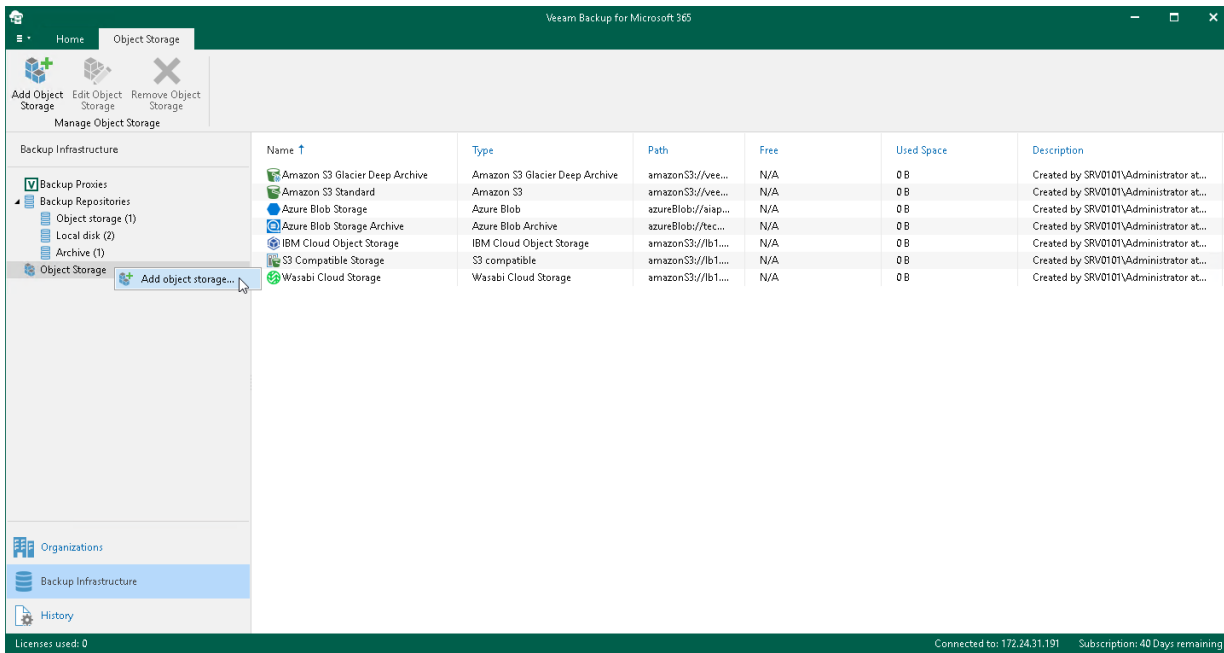 Veeam Backup for Microsoft 365
Home
Object Storage
Add Object Storage
Edit Object Storage
Remove Object Storage
Manage Object Storage
Backup Infrastructure
Backup Proxies
Backup Repositories
Object storage (1)
Local disk (2)
Archive (1)
Object Storage
Add object storage...
Name Type Path Free Used Space Description
Amazon S3 Glacier Deep Archive Amazon S3 Glacier Deep Archive amazonS3://vee... N/A 0 B Created by SRV0101\Administrator at...
Amazon S3 Standard Amazon S3 amazonS3://vee... N/A 0 B Created by SRV0101\Administrator at...
Azure Blob Storage Azure Blob azureBlob://aiap... N/A 0 B Created by SRV0101\Administrator at...
Azure Blob Storage Archive Azure Blob Archive azureBlob://tec... N/A 0 B Created by SRV0101\Administrator at...
IBM Cloud Object Storage IBM Cloud Object Storage amazonS3://lb1.... N/A 0 B Created by SRV0101\Administrator at...
S3 Compatible Storage S3 compatible amazonS3://lb1.... N/A 0 B Created by SRV0101\Administrator at...
Wasabi Cloud Storage Wasabi Cloud Storage amazonS3://lb1.... N/A 0 B Created by SRV0101\Administrator at...
Organizations
Backup Infrastructure
History
Licenses used: 0
Connected to: 172.24.31.191 Subscription: 40 Days remaining